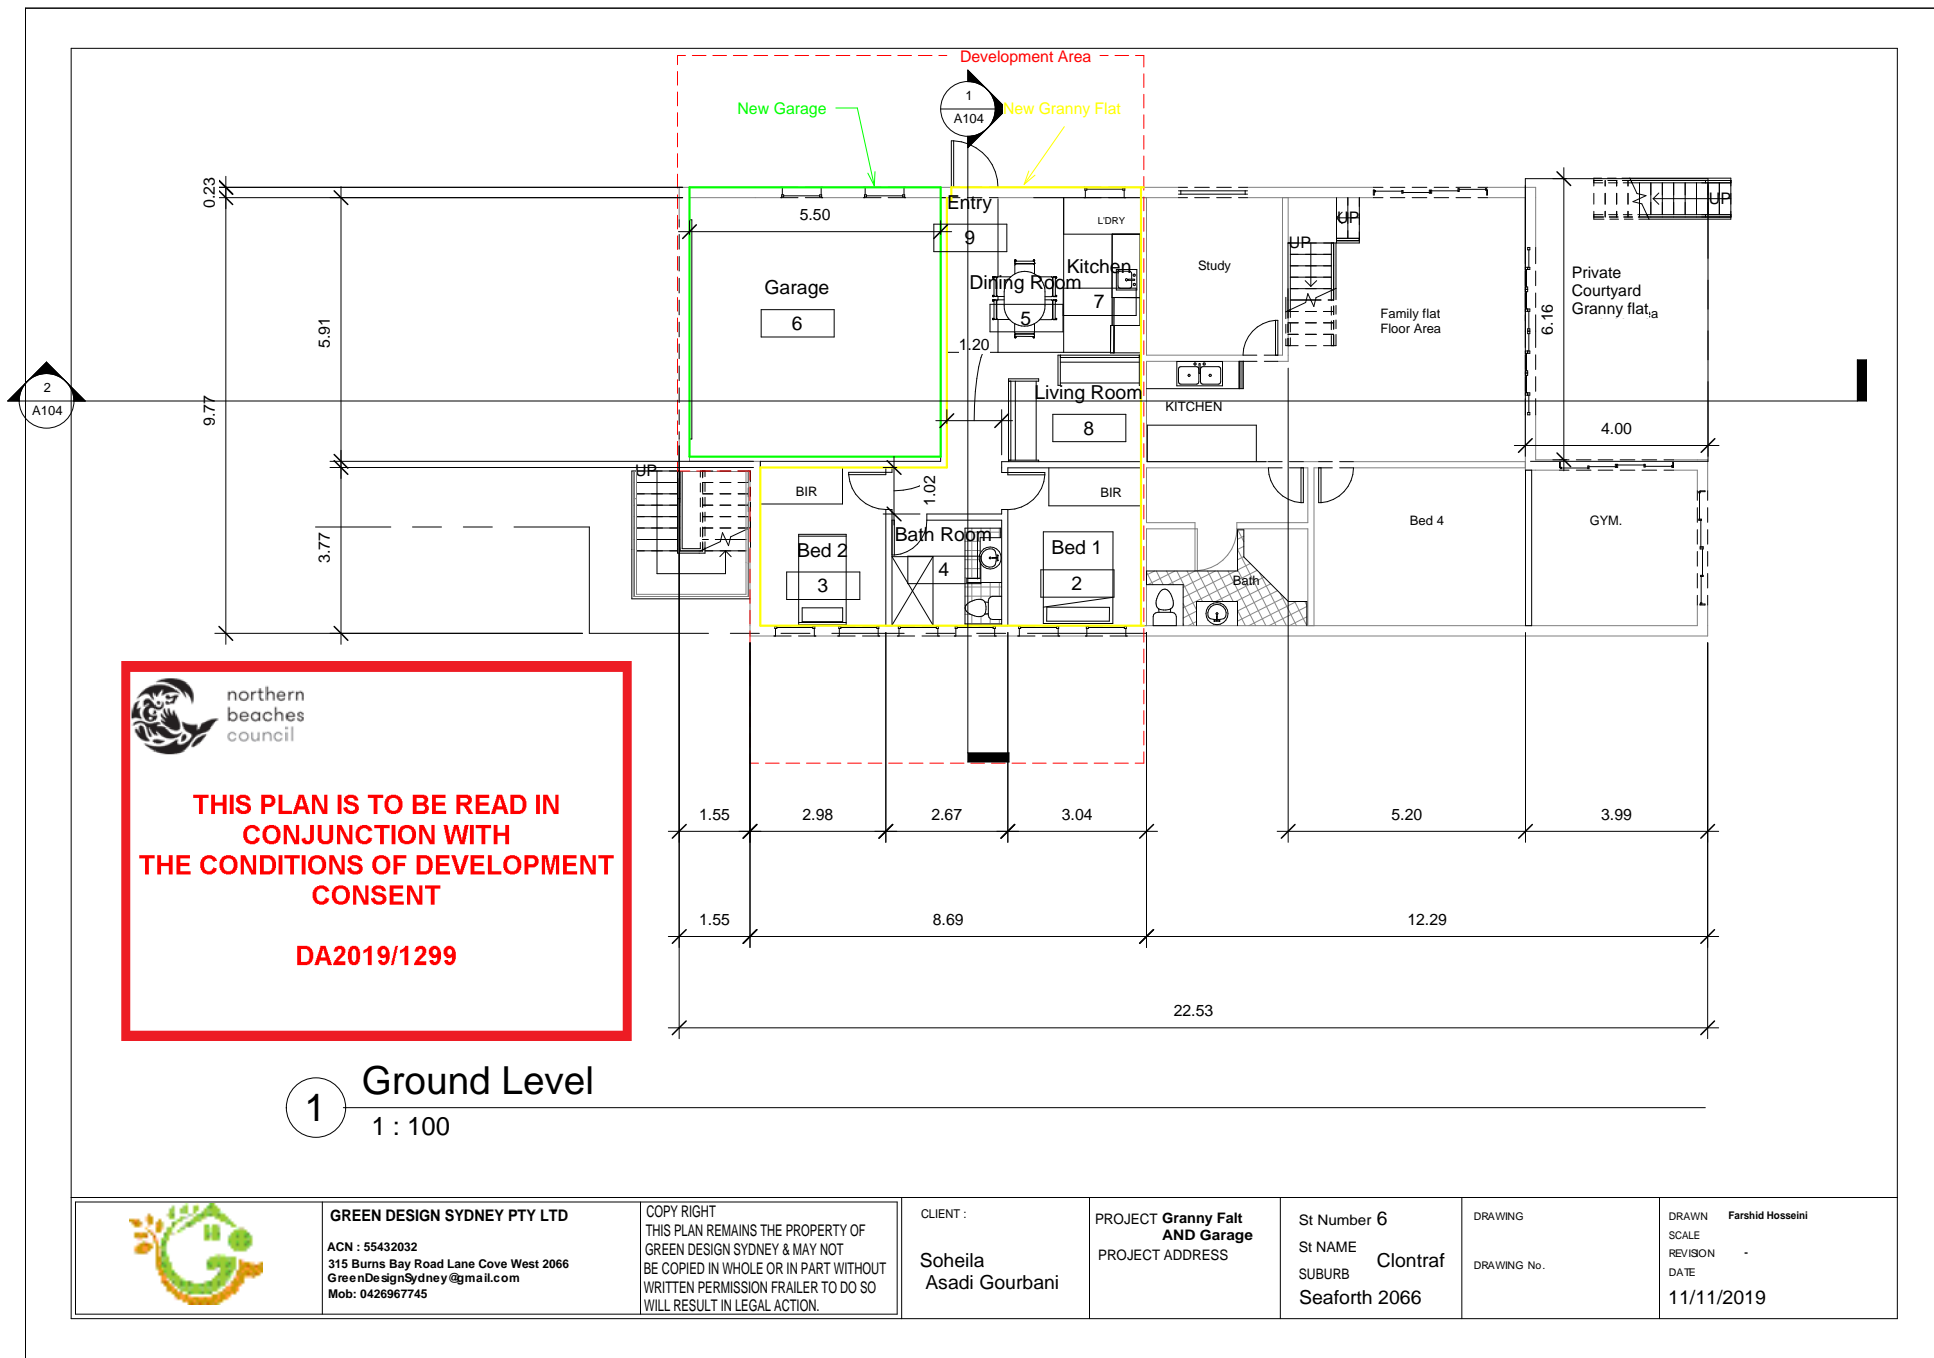 Development Area
New Garage
1
A104
New Granny Flat
0.23
5.50
Entry
9
L'DRY
UP
UP
UP
Study
Kitchen
Dining Room
7
5
Garage
6
Private
Courtyard
Granny flat
Family flat
Floor Area
6.16
5.91
1.20
2
A104
9.77
Living Room
8
KITCHEN
4.00
UP
BIR
1.02
BIR
Bed 4
GYM.
3.77
Bath Room
Bed 2
3
4
Bed 1
2
Bath
northern
beaches
council
THIS PLAN IS TO BE READ IN
CONJUNCTION WITH
THE CONDITIONS OF DEVELOPMENT
CONSENT
DA2019/1299
1.55
2.98
2.67
3.04
5.20
3.99
1.55
8.69
12.29
22.53
1
Ground Level
1 : 100
GREEN DESIGN SYDNEY PTY LTD
ACN : 55432032
315 Burns Bay Road Lane Cove West 2066
GreenDesignSydney@gmail.com
Mob: 0426967745
COPY RIGHT
THIS PLAN REMAINS THE PROPERTY OF
GREEN DESIGN SYDNEY & MAY NOT
BE COPIED IN WHOLE OR IN PART WITHOUT
WRITTEN PERMISSION FRAILER TO DO SO
WILL RESULT IN LEGAL ACTION.
CLIENT :
Soheila
Asadi Gourbani
PROJECT Granny Falt
AND Garage
PROJECT ADDRESS
St Number 6
St NAME
Clontraf
SUBURB
Seaforth 2066
DRAWING
DRAWING No.
DRAWN Farshid Hosseini
SCALE
REVISION -
DATE
11/11/2019